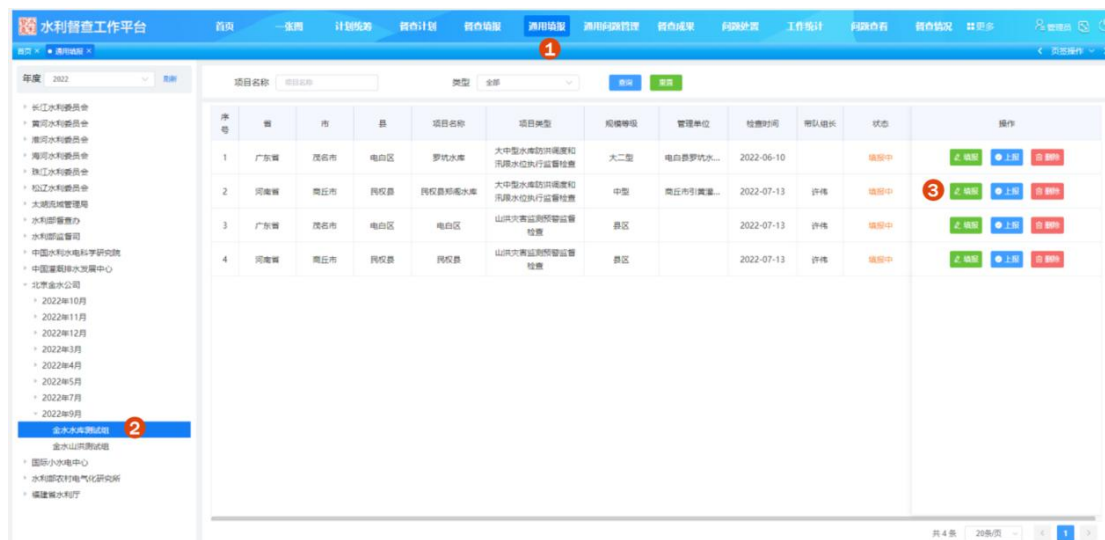 水利督查工作平台
首页 一张图 计划统筹 督查计划 督查填报 通用填报 通用问题管理 督查成果 问题处置 工作统计 问题查看 督查情况 更多 管理员
1
首页 × 通用填报 × 页签操作
年度 2022 刷新
项目名称 项目名称 类型 全部 查询 重置
长江水利委员会
黄河水利委员会
淮河水利委员会
海河水利委员会
珠江水利委员会
松辽水利委员会
太湖流域管理局
水利部督查办
水利部监督司
中国水利水电科学研究院
中国灌溉排水发展中心
北京金水公司
2022年10月
2022年11月
2022年12月
2022年3月
2022年4月
2022年5月
2022年7月
2022年9月
金水水库测试组 2
金水山洪测试组
国际小水电中心
水利部农村电气化研究所
福建省水利厅
序号 省 市 县 项目名称 项目类型 规模等级 管理单位 检查时间 带队组长 状态 操作
1 广东省 茂名市 电白区 罗坑水库 大中型水库防洪调度和汛限水位执行监督检查 大二型 电白县罗坑水... 2022-06-10 填报中 填报 上报 删除
2 河南省 商丘市 民权县 民权县郑阁水库 大中型水库防洪调度和汛限水位执行监督检查 中型 商丘市引黄灌... 2022-07-13 许伟 填报中 3 填报 上报 删除
3 广东省 茂名市 电白区 电白区 山洪灾害监测预警监督检查 县区 2022-07-13 许伟 填报中 填报 上报 删除
4 河南省 商丘市 民权县 民权县 山洪灾害监测预警监督检查 县区 2022-07-13 许伟 填报中 填报 上报 删除
共 4 条 20条/页 1